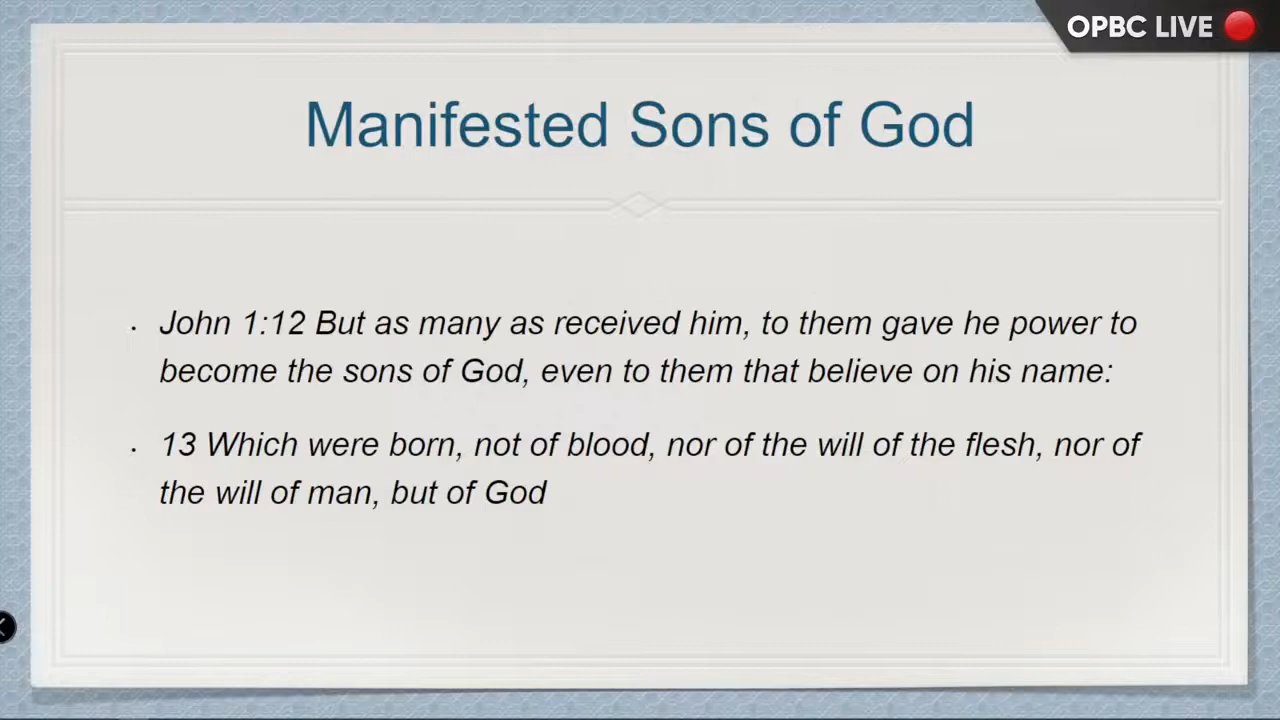 OPBC LIVE
Manifested Sons of God
· John 1:12 But as many as received him, to them gave he power to
become the sons of God, even to them that believe on his name:
· 13 Which were born, not of blood, nor of the will of the flesh, nor of
the will of man, but of God